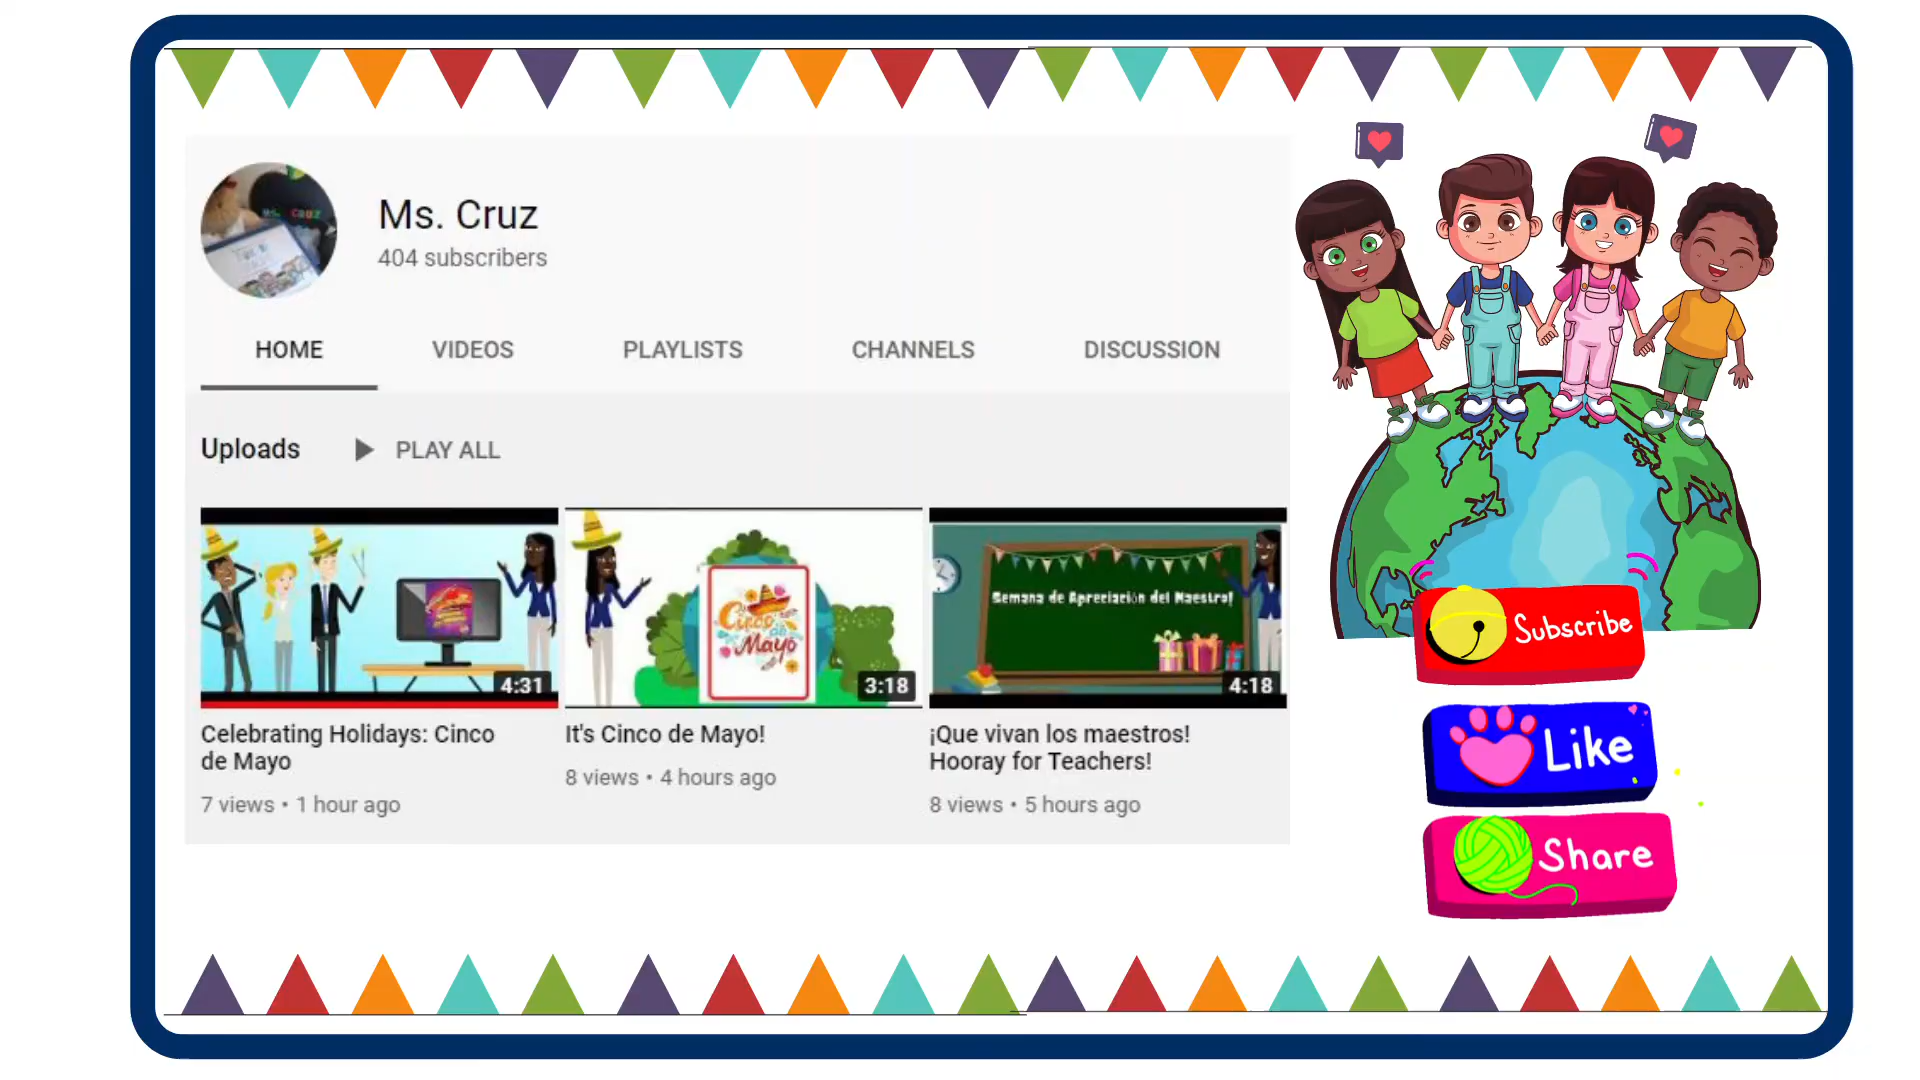 Ms. Cruz
404 subscribers
HOME VIDEOS PLAYLISTS CHANNELS DISCUSSION
Uploads PLAY ALL
4:31
Cinco de Mayo
3:18
Semana de Apreciación del Maestro!
4:18
Celebrating Holidays: Cinco
de Mayo
7 views • 1 hour ago
It's Cinco de Mayo!
8 views • 4 hours ago
¡Que vivan los maestros!
Hooray for Teachers!
8 views • 5 hours ago
Subscribe
Like
Share